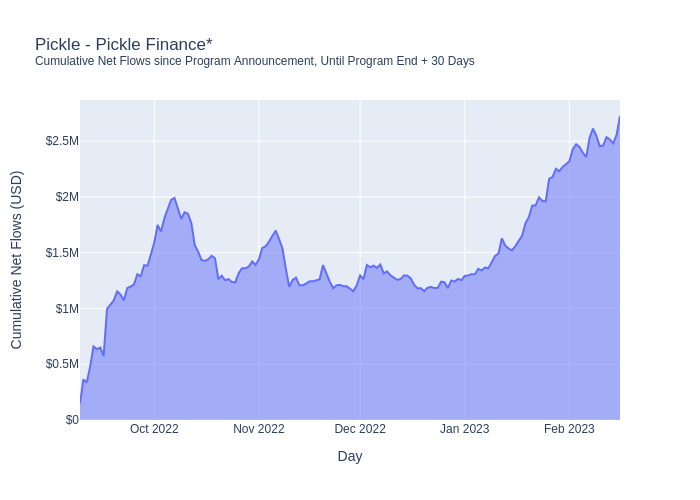 Pickle - Pickle Finance*
Cumulative Net Flows since Program Announcement, Until Program End + 30 Days
Cumulative Net Flows (USD)
$2.5M
$2M
$1.5M
$1M
$0.5M
$0
Oct 2022
Nov 2022
Dec 2022
Jan 2023
Feb 2023
Day